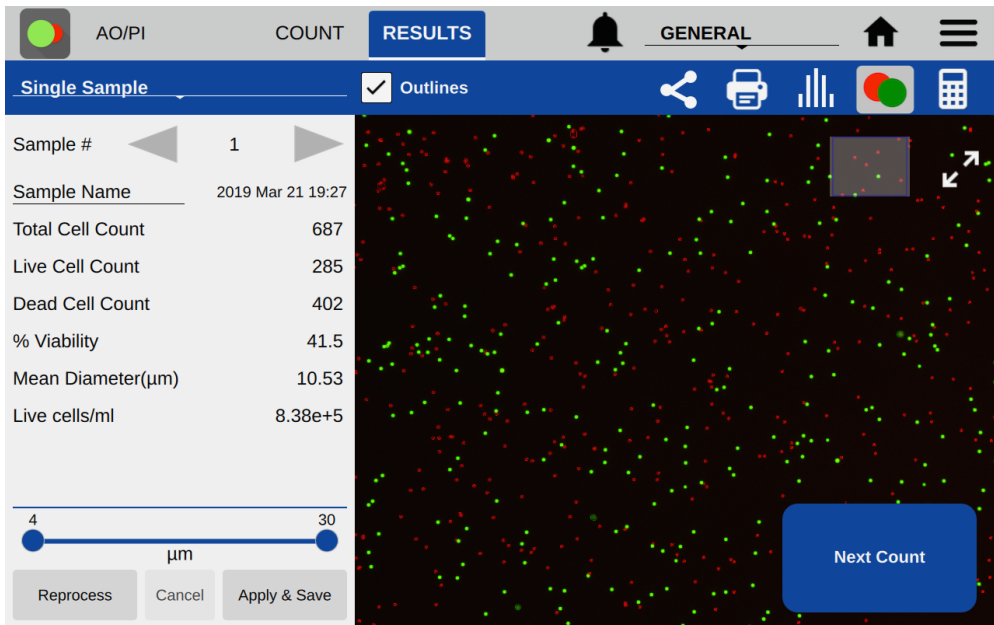 AO/PI COUNT RESULTS GENERAL
Single Sample Outlines
Sample # 1
Sample Name 2019 Mar 21 19:27
Total Cell Count 687
Live Cell Count 285
Dead Cell Count 402
% Viability 41.5
Mean Diameter(µm) 10.53
Live cells/ml 8.38e+5
4 30
µm
Next Count
Reprocess Cancel Apply & Save